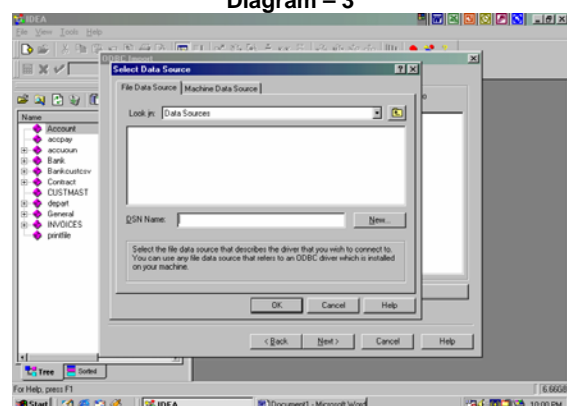 Diagram – 3
IDEA
File View Tools Help
Select Data Source
File Data Source Machine Data Source
Look in: Data Sources
DSN Name:
New...
Select the file data source that describes the driver that you wish to connect to.
You can use any file data source that refers to an ODBC driver which is installed
on your machine.
OK Cancel Help
< Back Next > Cancel Help
Name
Account
accpay
accuoun
Bank
Bankcustcsv
Contract
CUSTMAST
depart
General
INVOICES
printfile
Tree Sorted
For Help, press F1
Start IDEA Document1 - Microsoft Word 10:00 PM